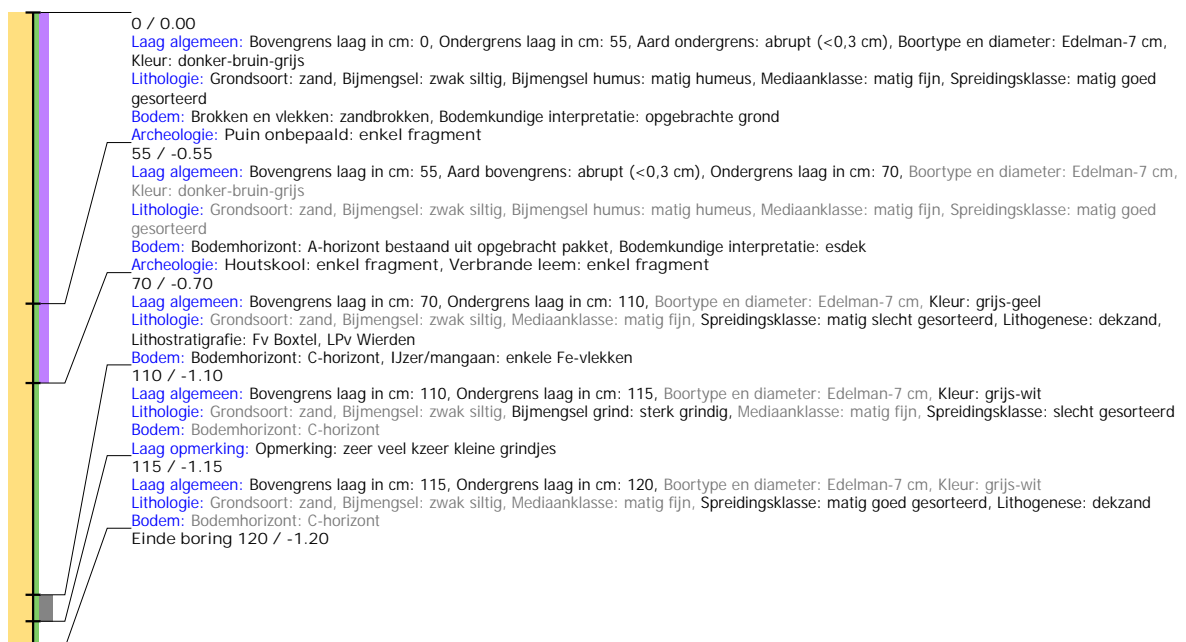 0 / 0.00
Laag algemeen: Bovengrens laag in cm: 0, Ondergrens laag in cm: 55, Aard ondergrens: abrupt (<0,3 cm), Boortype en diameter: Edelman-7 cm,
Kleur: donker-bruin-grijs
Lithologie: Grondsoort: zand, Bijmengsel: zwak siltig, Bijmengsel humus: matig humeus, Mediaanklasse: matig fijn, Spreidingsklasse: matig goed
gesorteerd
Bodem: Brokken en vlekken: zandbrokken, Bodemkundige interpretatie: opgebrachte grond
Archeologie: Puin onbepaald: enkel fragment
55 / -0.55
Laag algemeen: Bovengrens laag in cm: 55, Aard bovengrens: abrupt (<0,3 cm), Ondergrens laag in cm: 70, Boortype en diameter: Edelman-7 cm,
Kleur: donker-bruin-grijs
Lithologie: Grondsoort: zand, Bijmengsel: zwak siltig, Bijmengsel humus: matig humeus, Mediaanklasse: matig fijn, Spreidingsklasse: matig goed
gesorteerd
Bodem: Bodemhorizont: A-horizont bestaand uit opgebracht pakket, Bodemkundige interpretatie: esdek
Archeologie: Houtskool: enkel fragment, Verbrande leem: enkel fragment
70 / -0.70
Laag algemeen: Bovengrens laag in cm: 70, Ondergrens laag in cm: 110, Boortype en diameter: Edelman-7 cm, Kleur: grijs-geel
Lithologie: Grondsoort: zand, Bijmengsel: zwak siltig, Mediaanklasse: matig fijn, Spreidingsklasse: matig slecht gesorteerd, Lithogenese: dekzand,
Lithostratigrafie: Fv Boxtel, LPv Wierden
Bodem: Bodemhorizont: C-horizont, IJzer/mangaan: enkele Fe-vlekken
110 / -1.10
Laag algemeen: Bovengrens laag in cm: 110, Ondergrens laag in cm: 115, Boortype en diameter: Edelman-7 cm, Kleur: grijs-wit
Lithologie: Grondsoort: zand, Bijmengsel: zwak siltig, Bijmengsel grind: sterk grindig, Mediaanklasse: matig fijn, Spreidingsklasse: slecht gesorteerd
Bodem: Bodemhorizont: C-horizont
Laag opmerking: Opmerking: zeer veel kzeer kleine grindjes
115 / -1.15
Laag algemeen: Bovengrens laag in cm: 115, Ondergrens laag in cm: 120, Boortype en diameter: Edelman-7 cm, Kleur: grijs-wit
Lithologie: Grondsoort: zand, Bijmengsel: zwak siltig, Mediaanklasse: matig fijn, Spreidingsklasse: matig goed gesorteerd, Lithogenese: dekzand
Bodem: Bodemhorizont: C-horizont
Einde boring 120 / -1.20